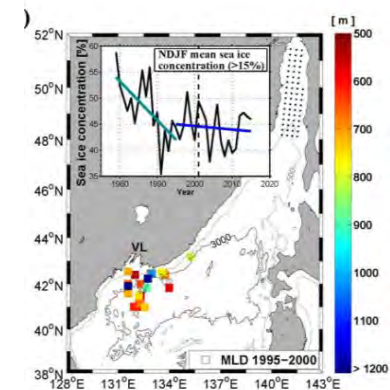 )
[ m ]
52°N
50°N
48°N
46°N
44°N
42°N
40°N
38°N
128°E
131°E
134°E
137°E
140°E
NDJF mean sea ice
concentration (>15%)
Sea ice concentration [%]
60
55
50
45
40
35
1980
1990
2000
2010
2020
Year
VL
3000
MLD 1995−2000
500
600
700
800
900
1000
1100
> 1200